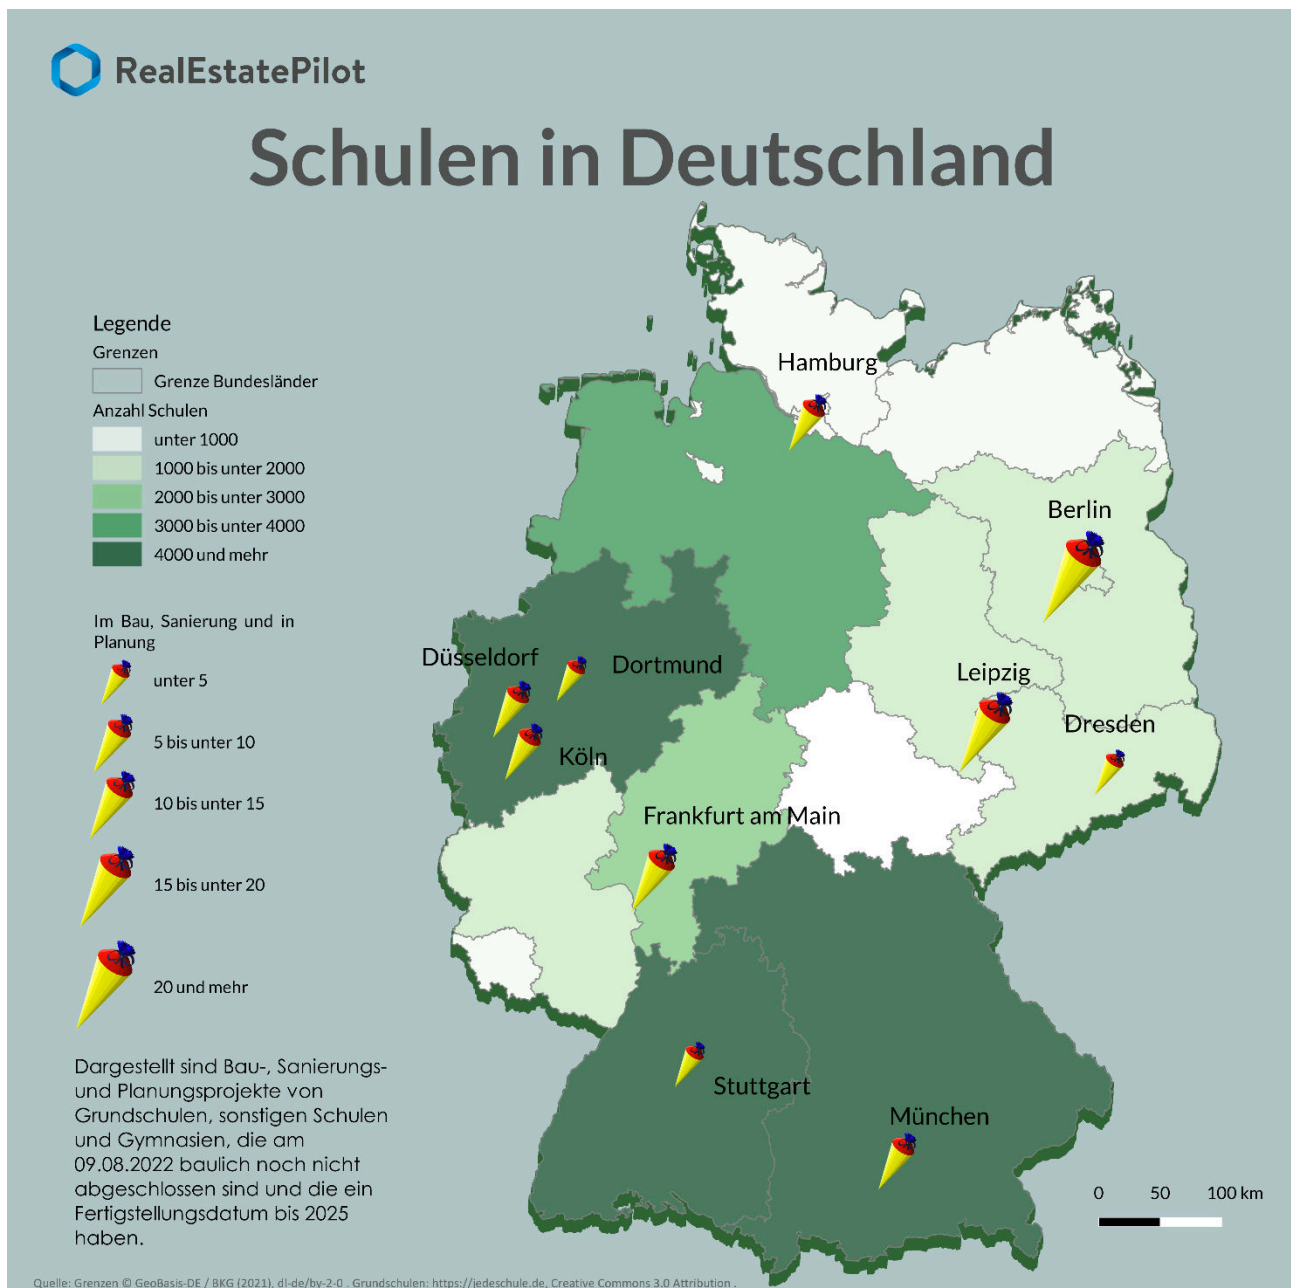 RealEstatePilot
Schulen in Deutschland
Legende
Grenzen
Grenze Bundesländer
Anzahl Schulen
unter 1000
1000 bis unter 2000
2000 bis unter 3000
3000 bis unter 4000
4000 und mehr
Im Bau, Sanierung und in
Planung
unter 5
5 bis unter 10
10 bis unter 15
15 bis unter 20
20 und mehr
Dargestellt sind Bau-, Sanierungs-
und Planungsprojekte von
Grundschulen, sonstigen Schulen
und Gymnasien, die am
09.08.2022 baulich noch nicht
abgeschlossen sind und die ein
Fertigstellungsdatum bis 2025
haben.
Hamburg
Berlin
Düsseldorf
Dortmund
Leipzig
Dresden
Köln
Frankfurt am Main
Stuttgart
München
0 50 100 km
Quelle: Grenzen © GeoBasis-DE / BKG (2021), dl-de/by-2-0 . Grundschulen: https://jedeschule.de, Creative Commons 3.0 Attribution .